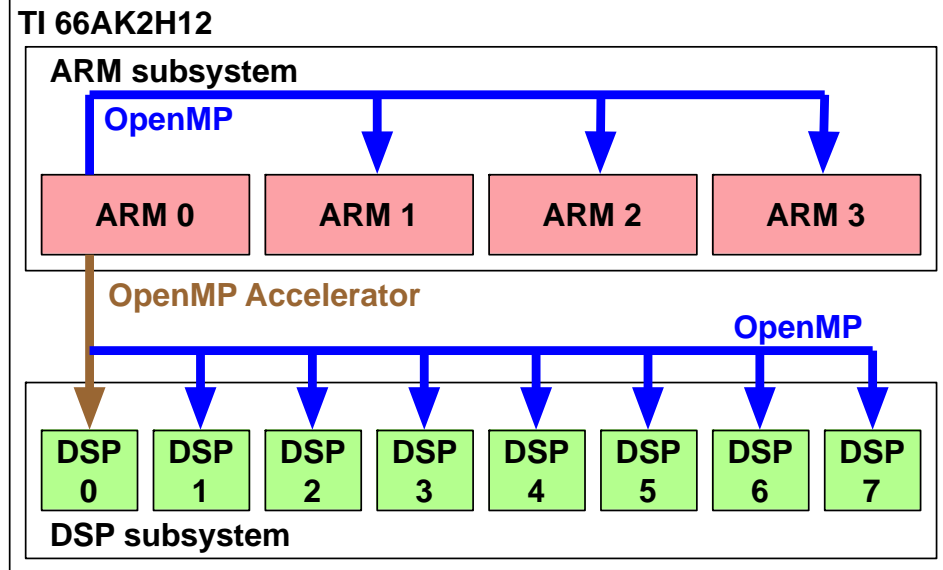 TI 66AK2H12
ARM subsystem
OpenMP
ARM 0
ARM 1
ARM 2
ARM 3
OpenMP Accelerator
OpenMP
DSP
0
DSP
1
DSP
2
DSP
3
DSP
4
DSP
5
DSP
6
DSP
7
DSP subsystem